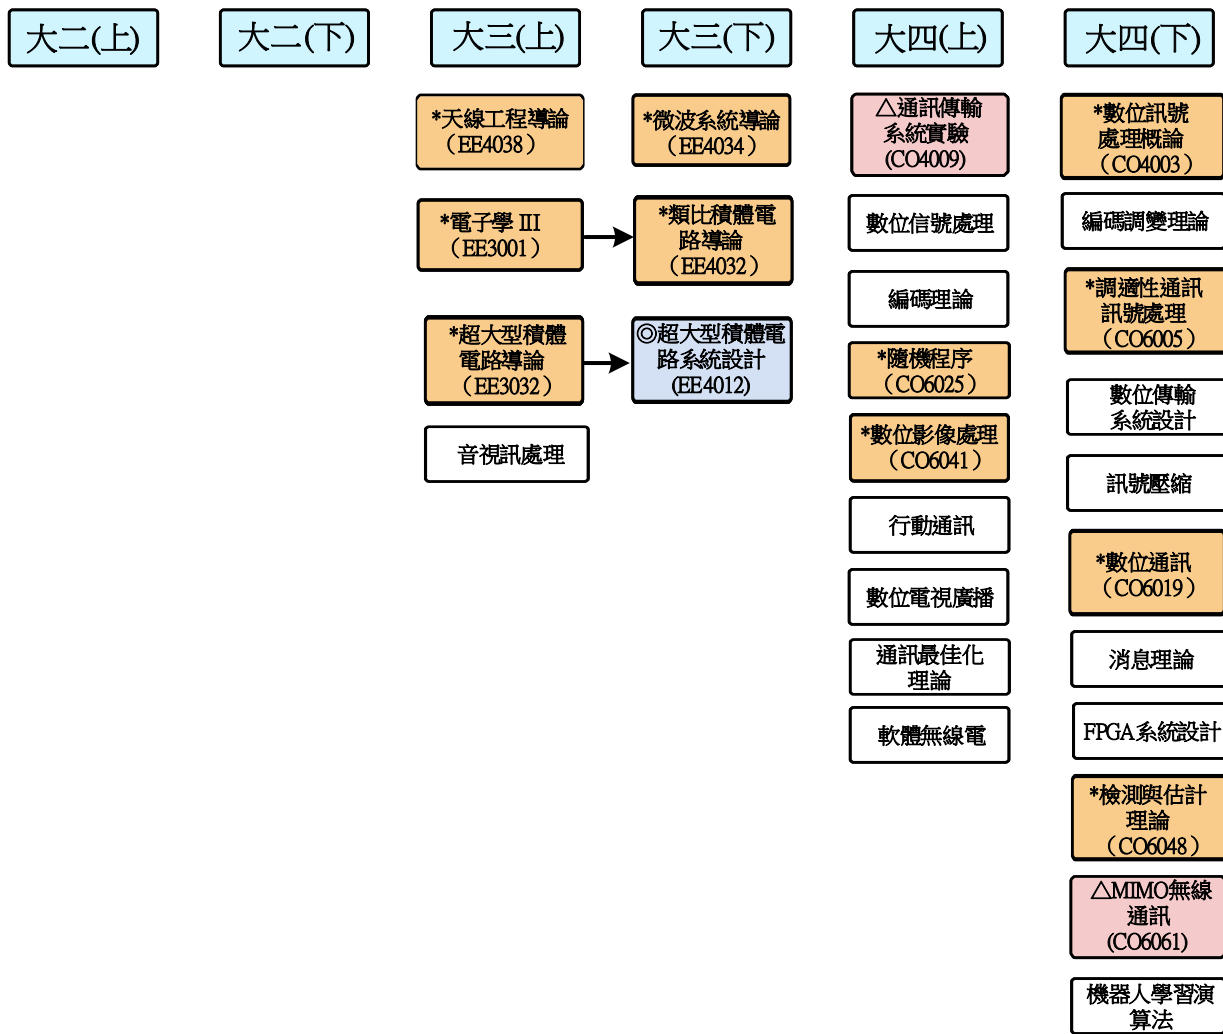 大二(上)
大二(下)
大三(上)
大三(下)
大四(上)
大四(下)
*天線工程導論
(EE4038)
*電子學 III
(EE3001)
*超大型積體
電路導論
(EE3032)
音視訊處理
*微波系統導論
(EE4034)
*類比積體電
路導論
(EE4032)
◎超大型積體電
路系統設計
(EE4012)
△通訊傳輸
系統實驗
(CO4009)
數位信號處理
編碼理論
*隨機程序
(CO6025)
*數位影像處理
(CO6041)
行動通訊
數位電視廣播
通訊最佳化
理論
軟體無線電
*數位訊號
處理概論
(CO4003)
編碼調變理論
*調適性通訊
訊號處理
(CO6005)
數位傳輸
系統設計
訊號壓縮
*數位通訊
(CO6019)
消息理論
FPGA系統設計
*檢測與估計
理論
(CO6048)
△MIMO無線
通訊
(CO6061)
機器人學習演
算法